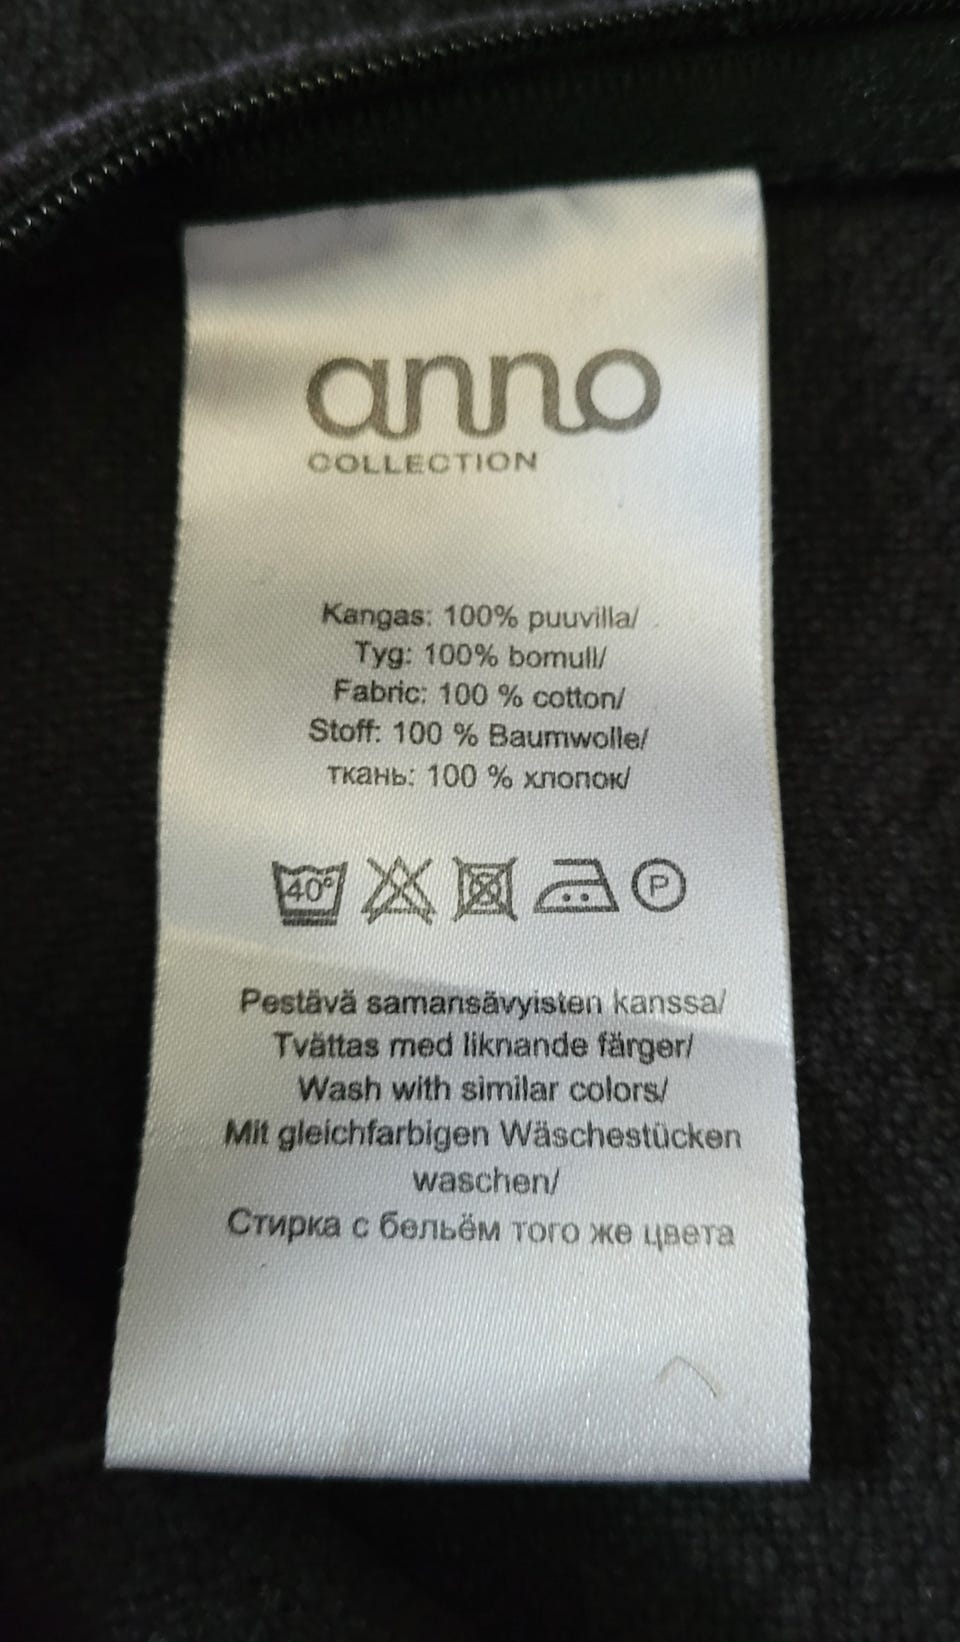 anno
COLLECTION
Kangas: 100% puuvilla/
Tyg: 100% bomull/
Fabric: 100 % cotton/
Stoff: 100 % Baumwolle/
ткань: 100 % хлопок/
40°
P
Pestävä samansävyisten kanssa/
Tvättas med liknande färger/
Wash with similar colors/
Mit gleichfarbigen Wäschestücken
waschen/
Стирка с бельём того же цвета